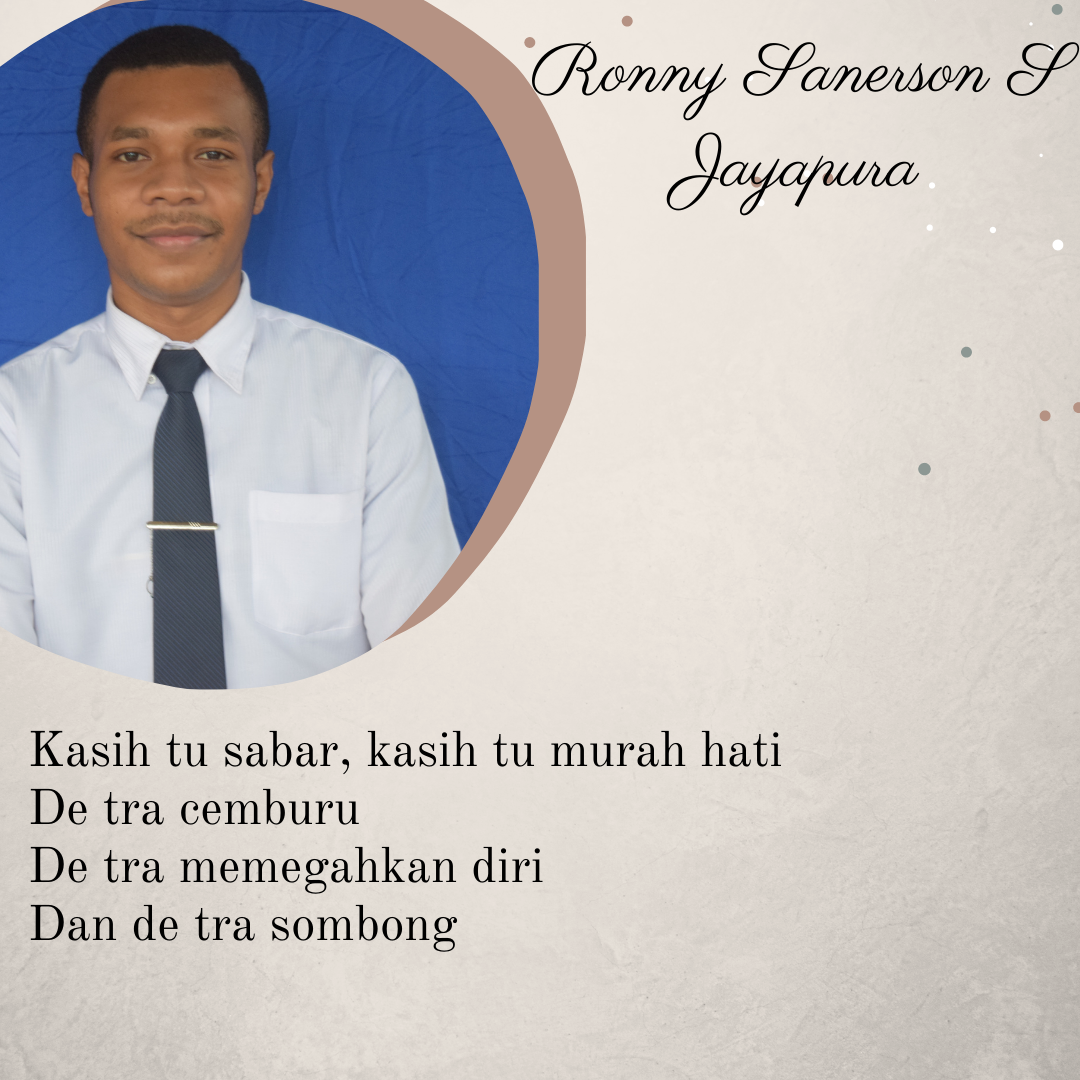 Ronny Sanerson S
Jayapura
Kasih tu sabar, kasih tu murah hati
De tra cemburu
De tra memegahkan diri
Dan de tra sombong